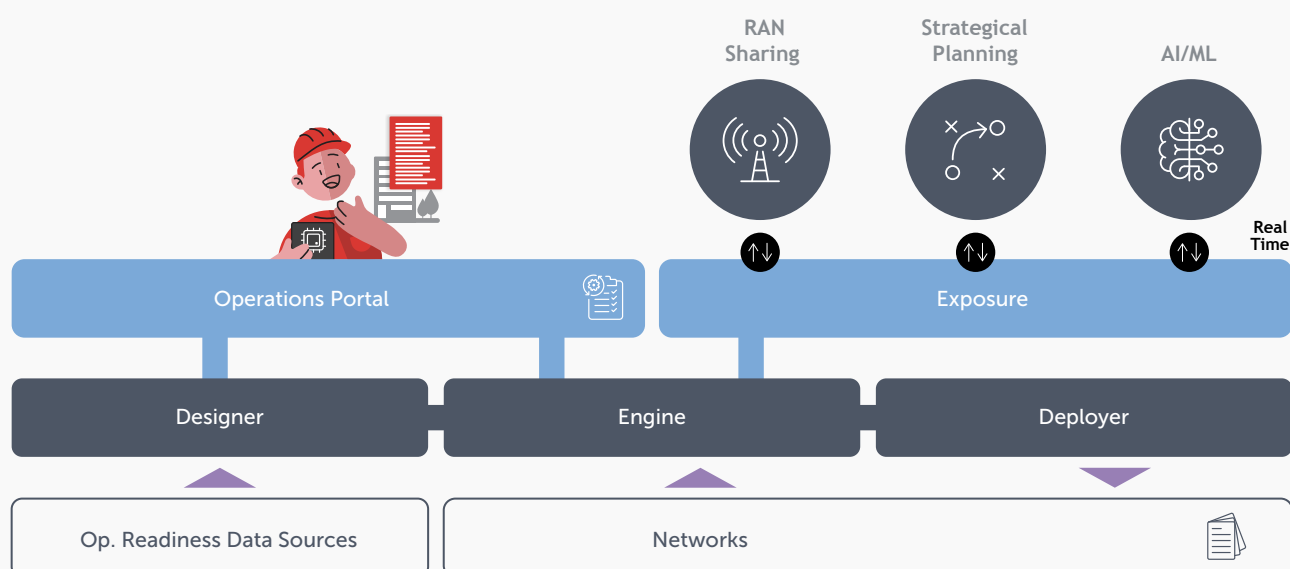 RAN
Sharing
Strategical
Planning
AI/ML
Real
Time
Operations Portal
Exposure
Designer
Engine
Deployer
Op. Readiness Data Sources
Networks